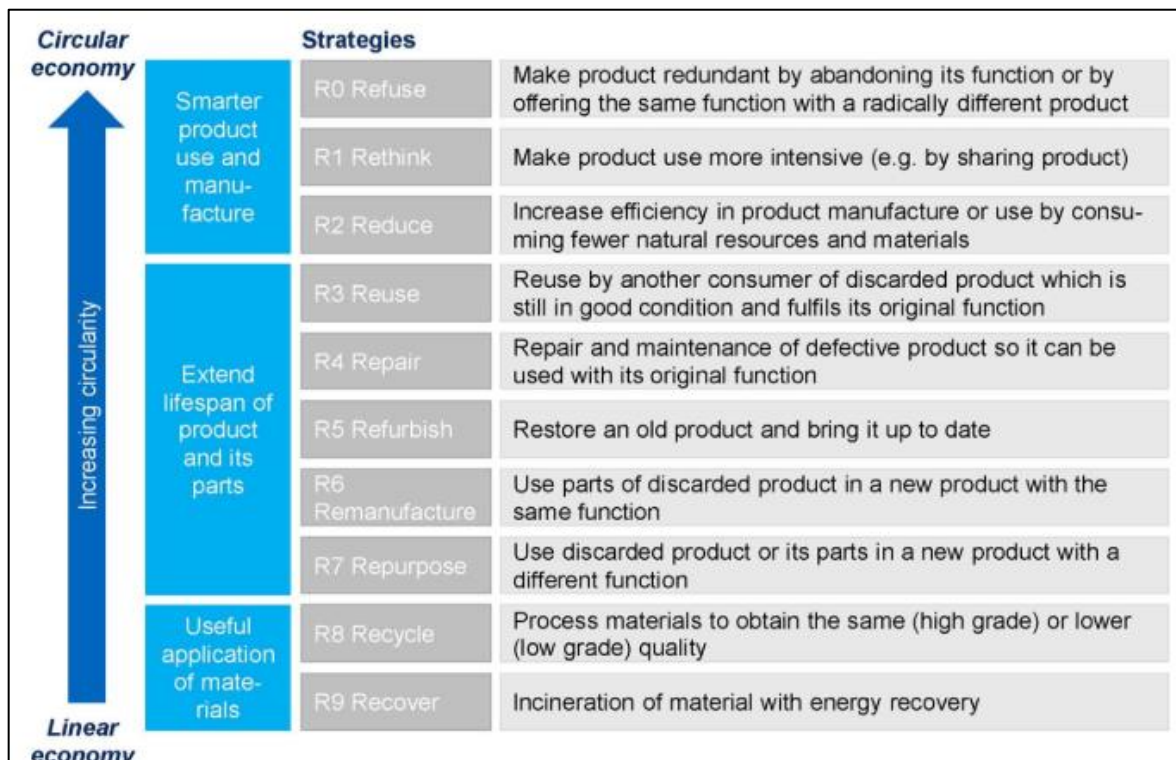 Circular
economy
Strategies
Increasing circularity
Linear
economy
Smarter
product
use and
manu-
facture
R0 Refuse
Make product redundant by abandoning its function or by
offering the same function with a radically different product
R1 Rethink
Make product use more intensive (e.g. by sharing product)
R2 Reduce
Increase efficiency in product manufacture or use by consu-
ming fewer natural resources and materials
Extend
lifespan of
product
and its
parts
R3 Reuse
Reuse by another consumer of discarded product which is
still in good condition and fulfils its original function
R4 Repair
Repair and maintenance of defective product so it can be
used with its original function
R5 Refurbish
Restore an old product and bring it up to date
R6
Remanufacture
Use parts of discarded product in a new product with the
same function
R7 Repurpose
Use discarded product or its parts in a new product with a
different function
Useful
application
of mate-
rials
R8 Recycle
Process materials to obtain the same (high grade) or lower
(low grade) quality
R9 Recover
Incineration of material with energy recovery